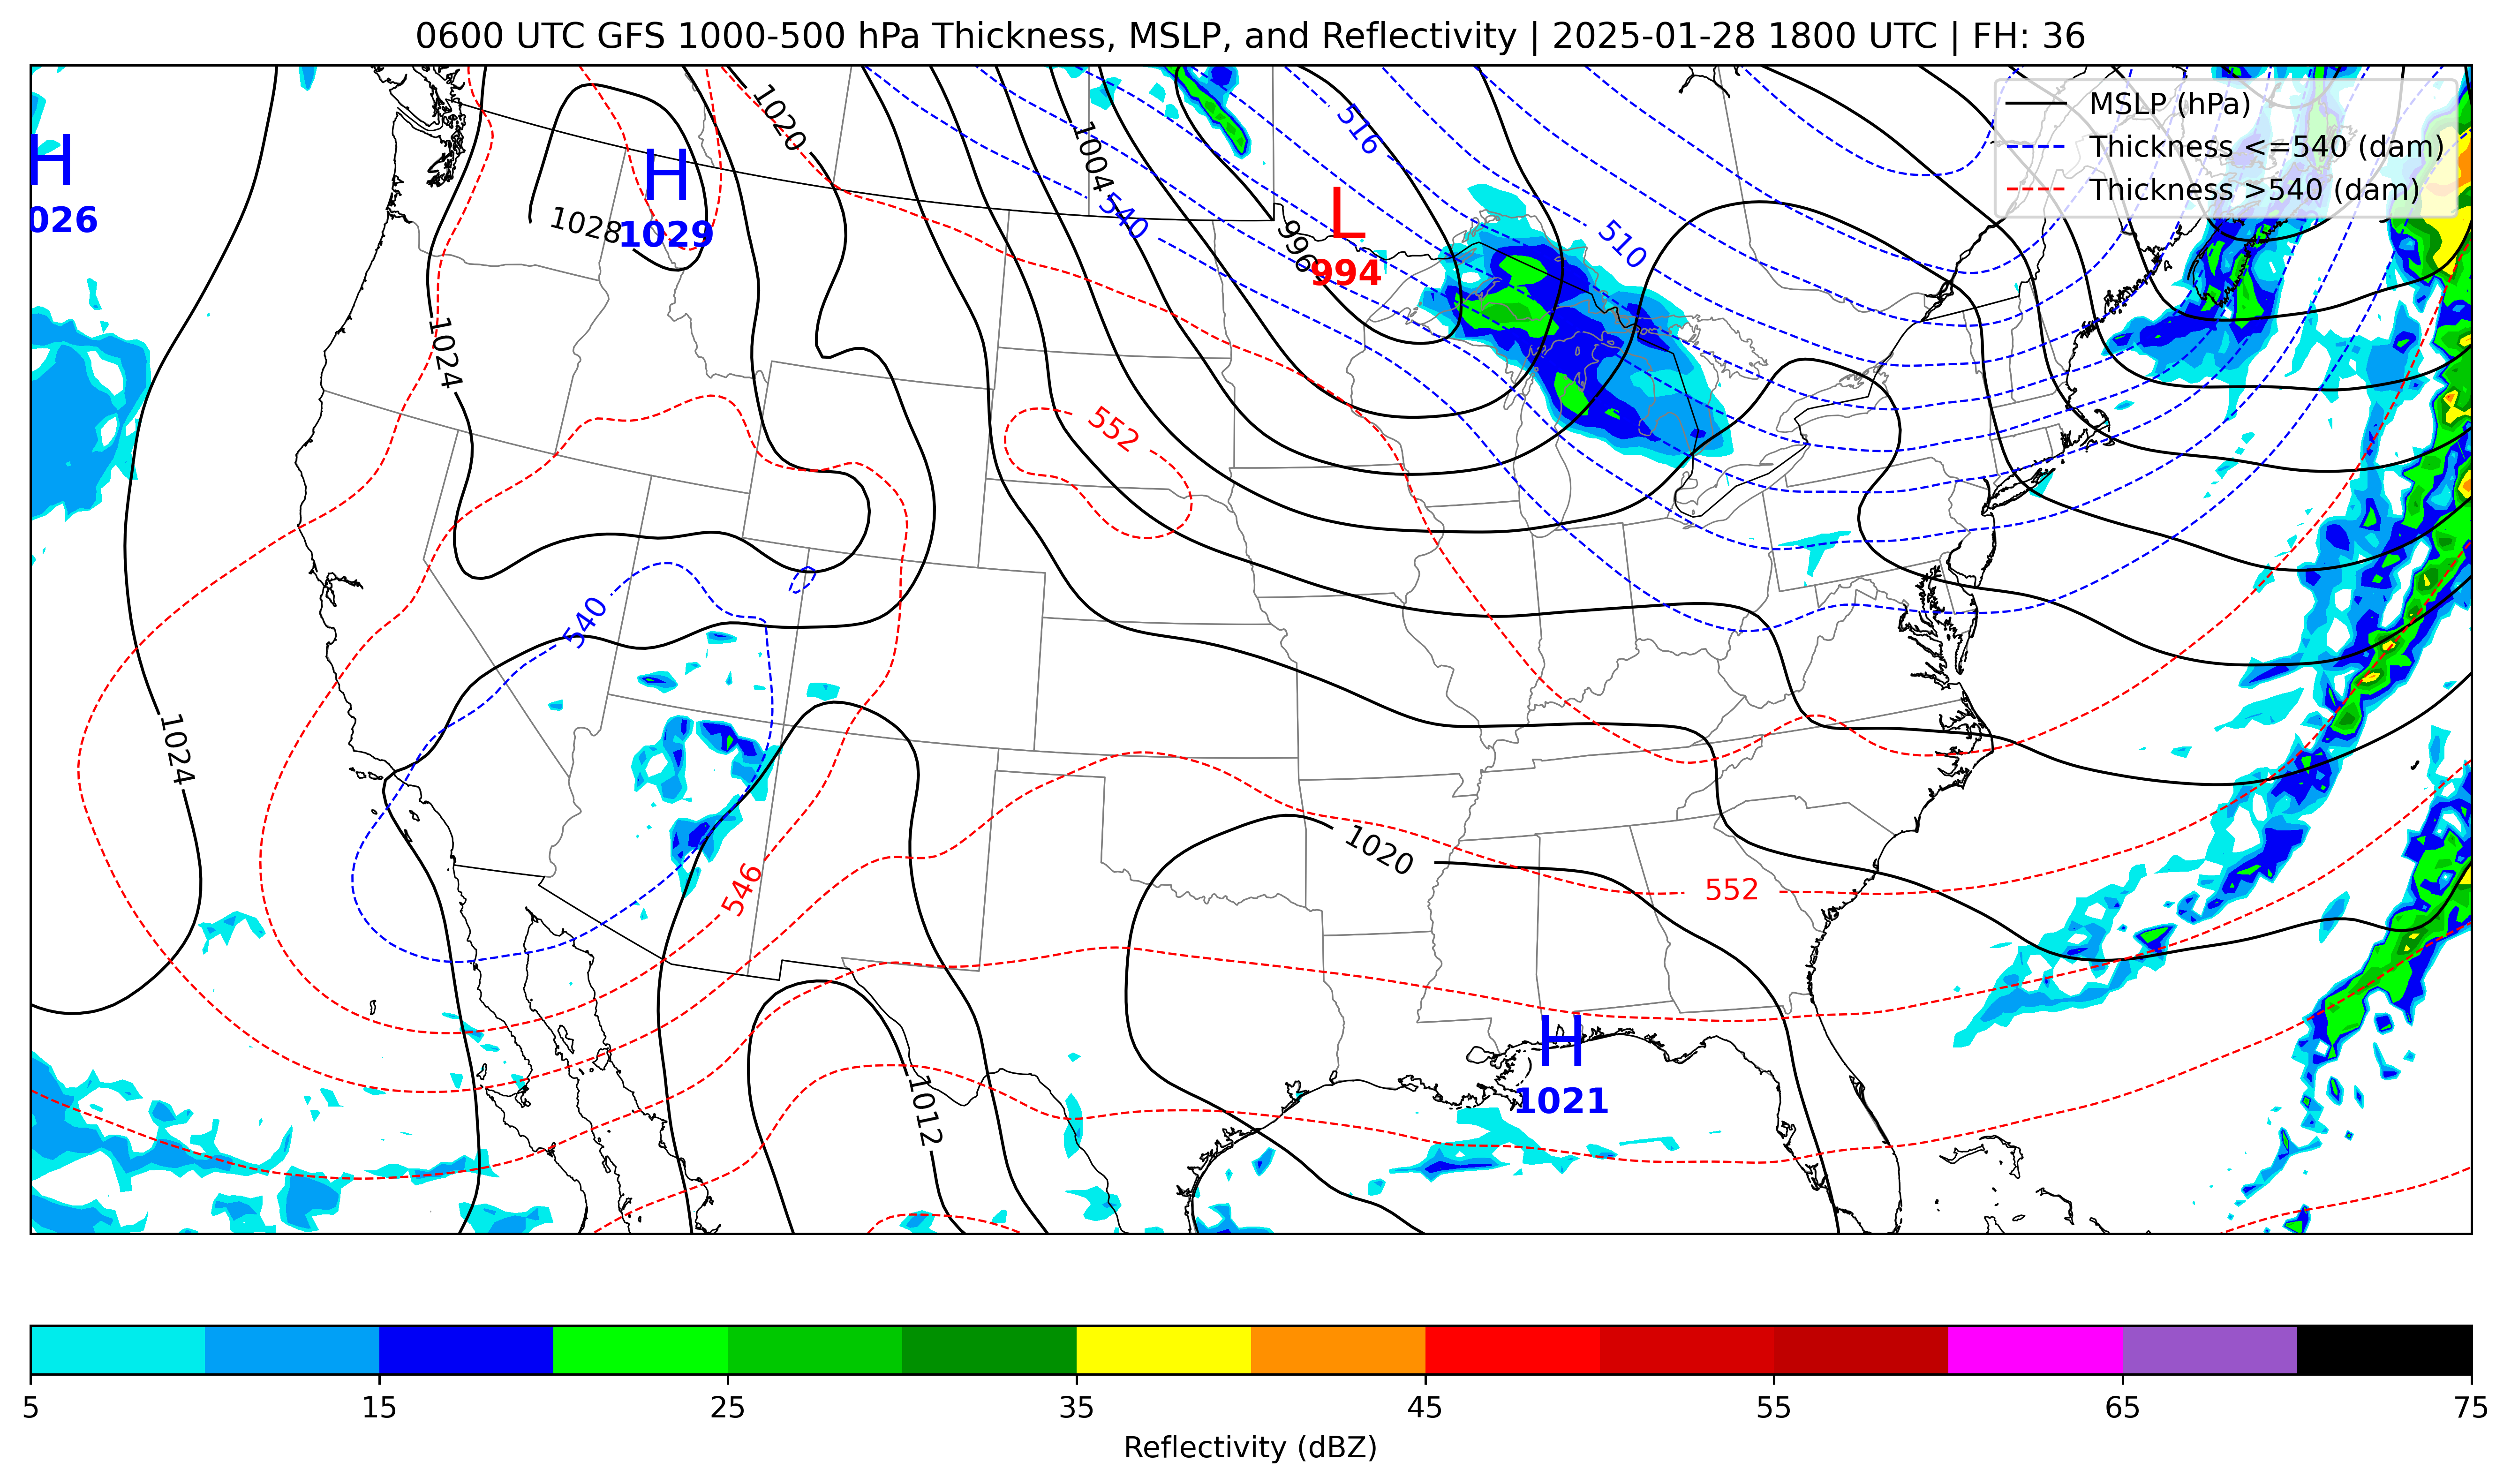 0600 UTC GFS 1000-500 hPa Thickness, MSLP, and Reflectivity | 2025-01-28 1800 UTC | FH: 36
MSLP (hPa)
Thickness <=540 (dam)
Thickness >540 (dam)
H
026
H
1029
1028
1020
1004
516
540
L
994
996
510
1024
552
540
1024
546
1020
552
H
1021
1012
5 15 25 35 45 55 65 75
Reflectivity (dBZ)